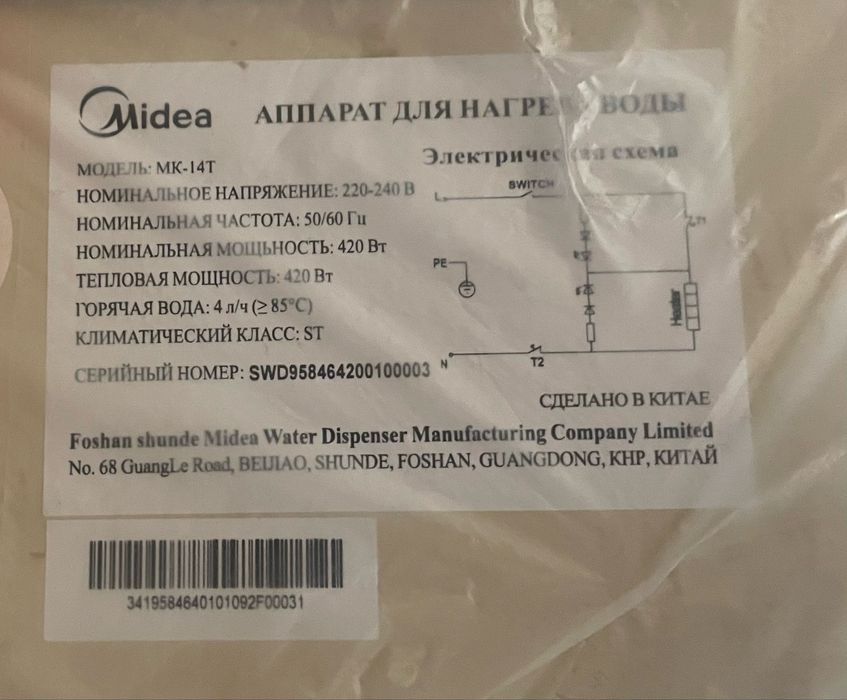 Midea АППАРАТ ДЛЯ НАГРЕВА ВОДЫ
Электрическая схема
МОДЕЛЬ: MK-14T
НОМИНАЛЬНОЕ НАПРЯЖЕНИЕ: 220-240 В
НОМИНАЛЬНАЯ ЧАСТОТА: 50/60 Гц
НОМИНАЛЬНАЯ МОЩЬНОСТЬ: 420 Вт
ТЕПЛОВАЯ МОЩНОСТЬ: 420 Вт
ГОРЯЧАЯ ВОДА: 4 л/ч (≥ 85°C)
КЛИМАТИЧЕСКИЙ КЛАСС: ST
СЕРИЙНЫЙ НОМЕР: SWD958464200100003
L
SWITCH
T1
PE
Heater
N
T2
СДЕЛАНО В КИТАЕ
Foshan shunde Midea Water Dispenser Manufacturing Company Limited
No. 68 GuangLe Road, BEIJIAO, SHUNDE, FOSHAN, GUANGDONG, КНР, КИТАЙ
3419584640101092F00031